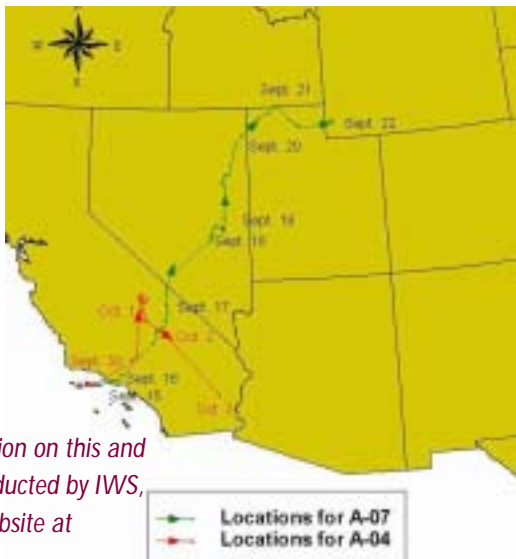 N
W E
S
Sept. 21
Sept. 22
Sept. 20
Sept. 19
Sept. 18
Sept. 17
Oct. 1
Oct. 2
Sept. 30
Sept. 16
Sept. 15
Oct. 3
ion on this and
ducted by IWS,
bsite at
Locations for A-07
Locations for A-04